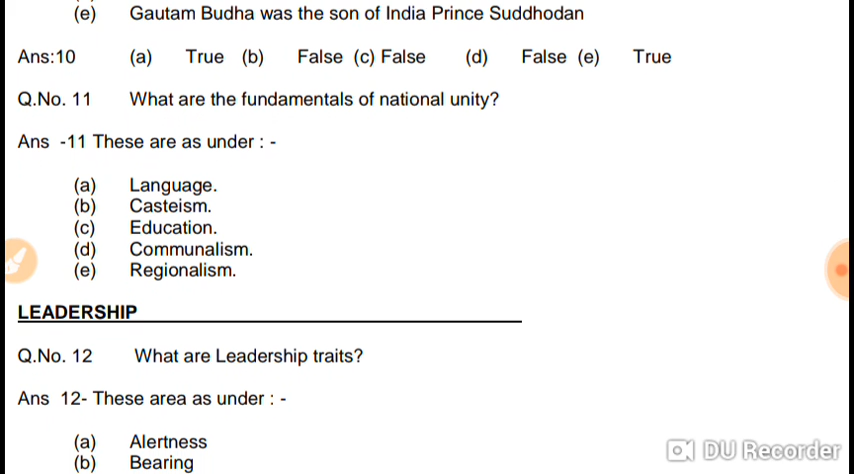 (e) Gautam Budha was the son of India Prince Suddhodan
Ans:10 (a) True (b) False (c) False (d) False (e) True
Q.No. 11 What are the fundamentals of national unity?
Ans -11 These are as under : -
(a) Language.
(b) Casteism.
(c) Education.
(d) Communalism.
(e) Regionalism.
LEADERSHIP
Q.No. 12 What are Leadership traits?
Ans 12- These area as under : -
(a) Alertness
(b) Bearing
DU Recorder